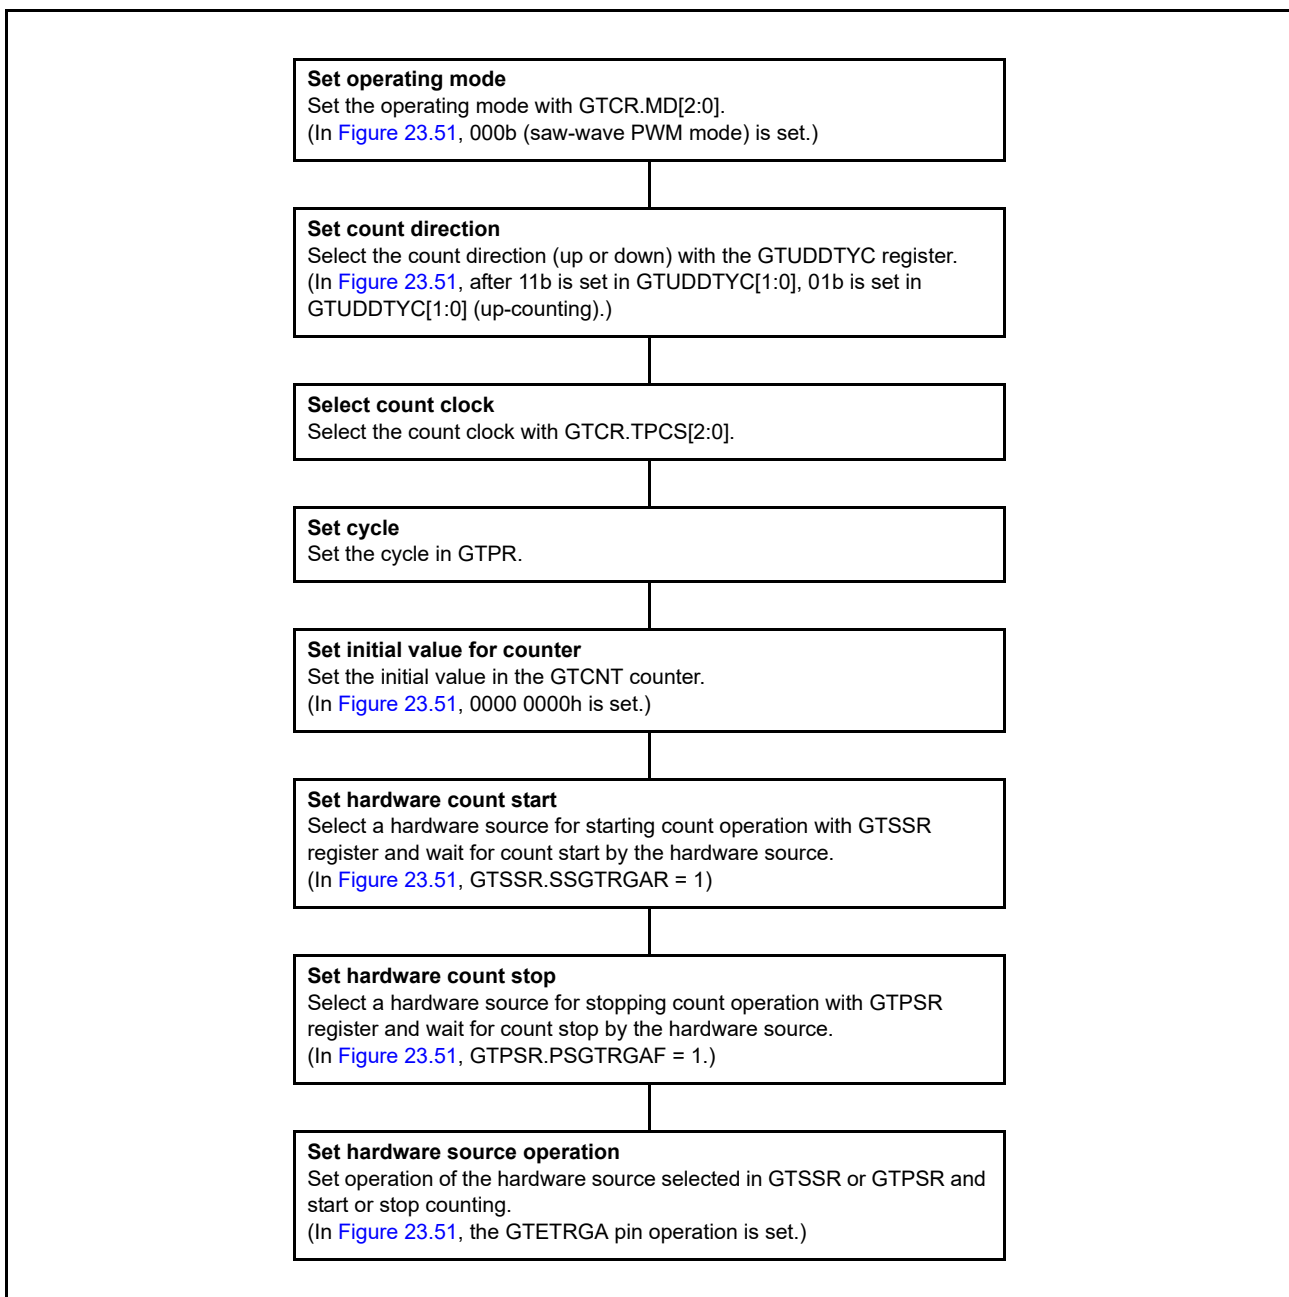 Set operating mode
Set the operating mode with GTCR.MD[2:0].
(In Figure 23.51, 000b (saw-wave PWM mode) is set.)
Set count direction
Select the count direction (up or down) with the GTUDDTYC register.
(In Figure 23.51, after 11b is set in GTUDDTYC[1:0], 01b is set in
GTUDDTYC[1:0] (up-counting).)
Select count clock
Select the count clock with GTCR.TPCS[2:0].
Set cycle
Set the cycle in GTPR.
Set initial value for counter
Set the initial value in the GTCNT counter.
(In Figure 23.51, 0000 0000h is set.)
Set hardware count start
Select a hardware source for starting count operation with GTSSR
register and wait for count start by the hardware source.
(In Figure 23.51, GTSSR.SSGTRGAR = 1)
Set hardware count stop
Select a hardware source for stopping count operation with GTPSR
register and wait for count stop by the hardware source.
(In Figure 23.51, GTPSR.PSGTRGAF = 1.)
Set hardware source operation
Set operation of the hardware source selected in GTSSR or GTPSR and
start or stop counting.
(In Figure 23.51, the GTETRGA pin operation is set.)